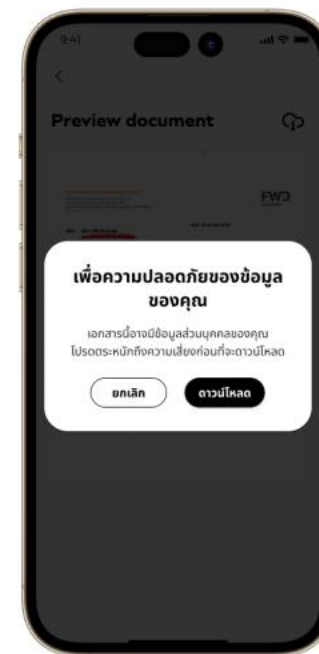 9:41
Preview document
FWD
เพื่อความปลอดภัยของข้อมูล
ของคุณ
เอกสารนี้อาจมีข้อมูลส่วนบุคคลของคุณ
โปรดตระหนักถึงความเสี่ยงก่อนที่จะดาวน์โหลด
ยกเลิก
ดาวน์โหลด